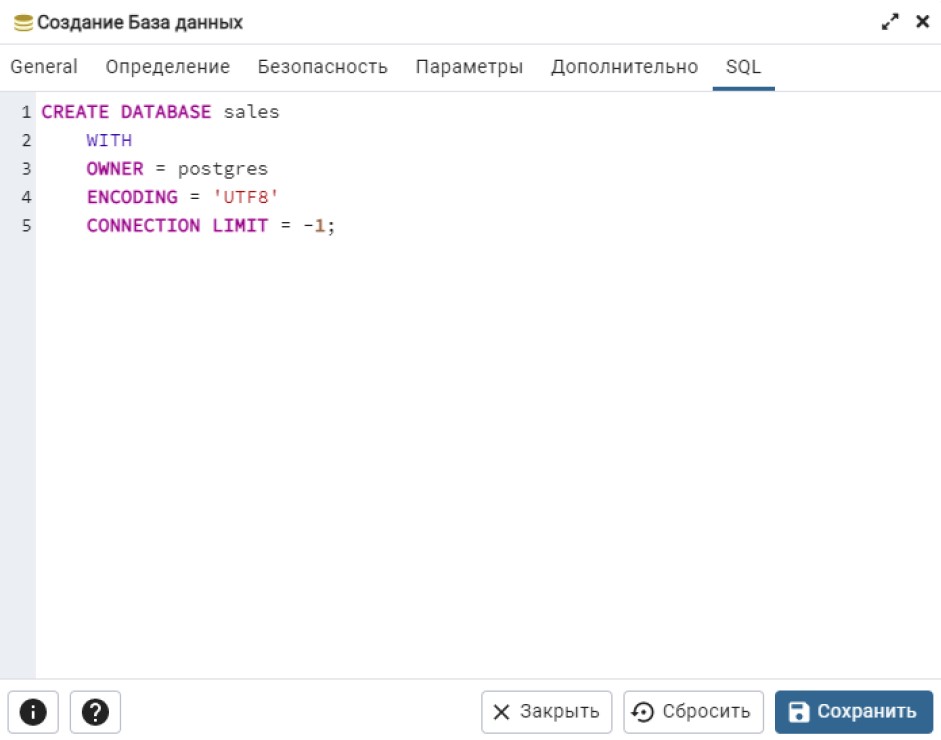 Создание База данных
General Определение Безопасность Параметры Дополнительно SQL
1 CREATE DATABASE sales
2 WITH
3 OWNER = postgres
4 ENCODING = 'UTF8'
5 CONNECTION LIMIT = -1;
Закрыть Сбросить Сохранить